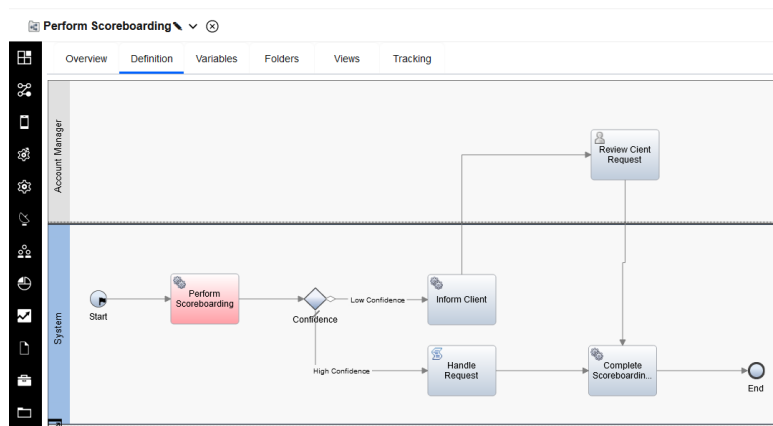 Perform Scoreboarding
Overview Definition Variables Folders Views Tracking
Account Manager
Review Cient
Request
System
Start
Perform
Scoreboarding
Confidence
Low Confidence
Inform Client
High Confidence
Handle
Request
Complete
Scoreboardin...
End